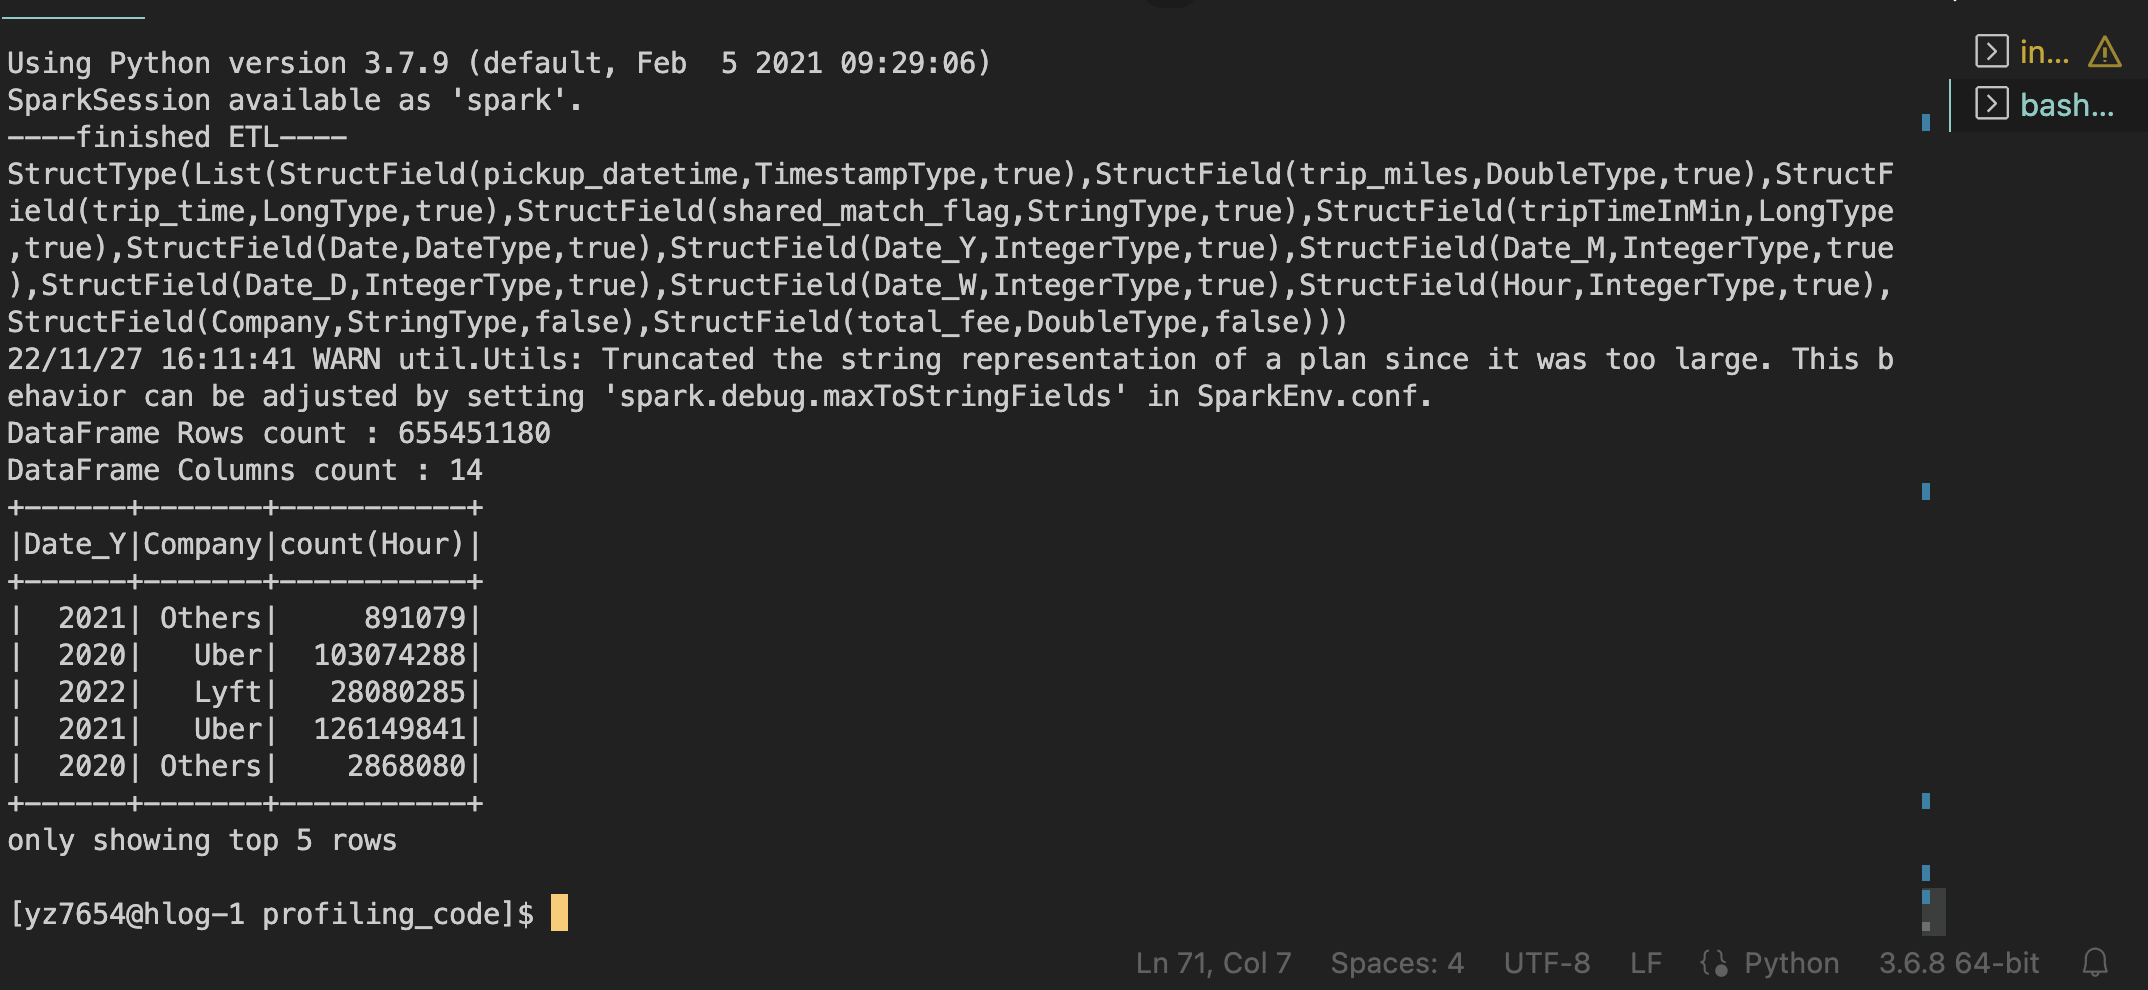 Using Python version 3.7.9 (default, Feb  5 2021 09:29:06)
SparkSession available as 'spark'.
----finished ETL----
StructType(List(StructField(pickup_datetime,TimestampType,true),StructField(trip_miles,DoubleType,true),StructF
ield(trip_time,LongType,true),StructField(shared_match_flag,StringType,true),StructField(tripTimeInMin,LongType
,true),StructField(Date,DateType,true),StructField(Date_Y,IntegerType,true),StructField(Date_M,IntegerType,true
),StructField(Date_D,IntegerType,true),StructField(Date_W,IntegerType,true),StructField(Hour,IntegerType,true),
StructField(Company,StringType,false),StructField(total_fee,DoubleType,false)))
22/11/27 16:11:41 WARN util.Utils: Truncated the string representation of a plan since it was too large. This b
ehavior can be adjusted by setting 'spark.debug.maxToStringFields' in SparkEnv.conf.
DataFrame Rows count : 655451180
DataFrame Columns count : 14
+------+-------+-----------+
|Date_Y|Company|count(Hour)|
+------+-------+-----------+
|  2021| Others|     891079|
|  2020|   Uber|  103074288|
|  2022|   Lyft|   28080285|
|  2021|   Uber|  126149841|
|  2020| Others|    2868080|
+------+-------+-----------+
only showing top 5 rows
[yz7654@hlog-1 profiling_code]$
in...
bash...
Ln 71, Col 7 Spaces: 4 UTF-8 LF Python 3.6.8 64-bit